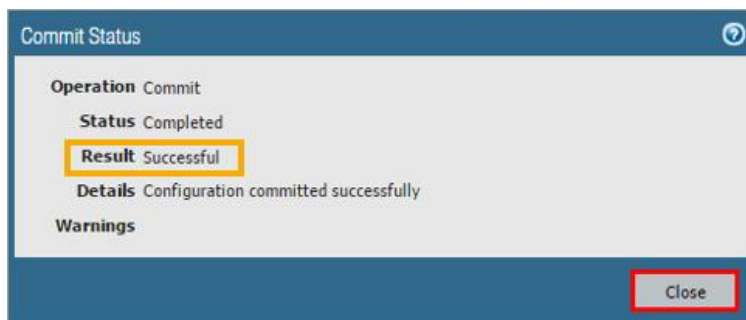 Commit Status
Operation Commit
Status Completed
Result Successful
Details Configuration committed successfully
Warnings
Close